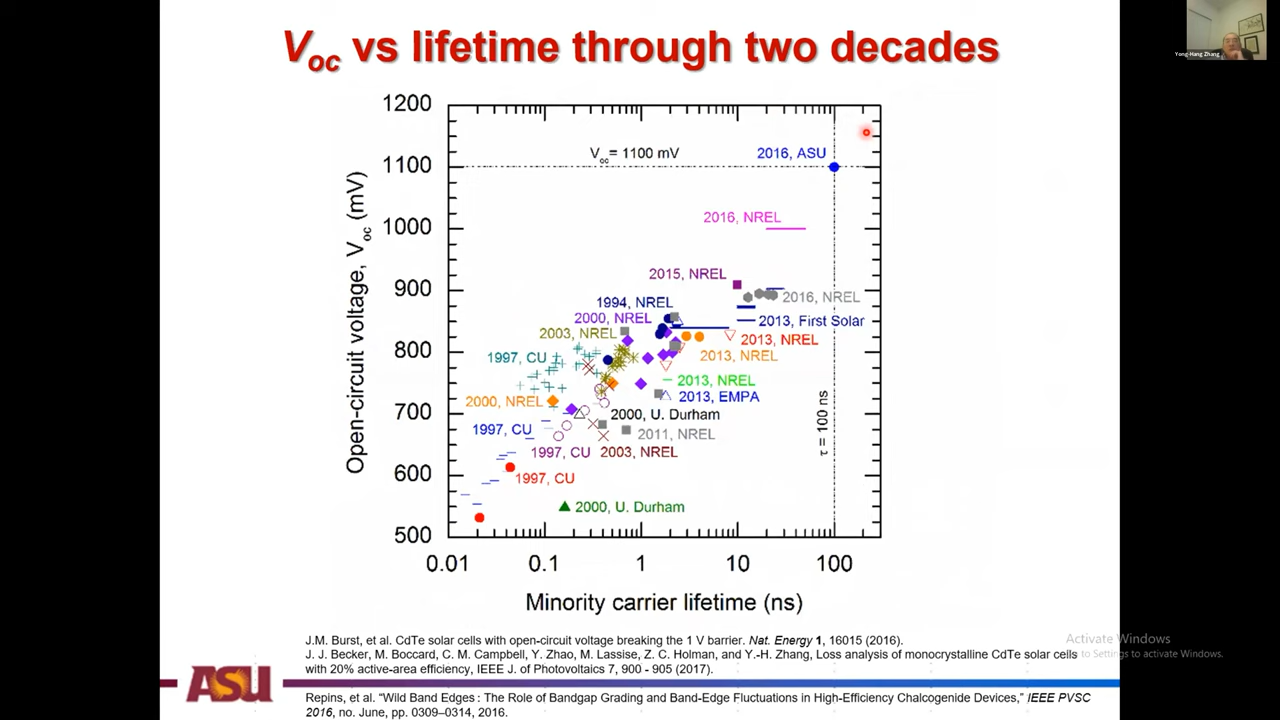 Voc vs lifetime through two decades
Yong-Hang Zhang
1200
1100
1000
900
800
700
600
500
Open-circuit voltage, Voc (mV)
Voc= 1100 mV
2016, ASU
2016, NREL
2015, NREL
2016, NREL
1994, NREL
2000, NREL
2013, First Solar
2003, NREL
2013, NREL
1997, CU
2013, NREL
2013, NREL
2000, NREL
2013, EMPA
2000, U. Durham
1997, CU
2011, NREL
1997, CU
2003, NREL
1997, CU
2000, U. Durham
τ = 100 ns
0.01
0.1
1
10
100
Minority carrier lifetime (ns)
J.M. Burst, et al. CdTe solar cells with open-circuit voltage breaking the 1 V barrier. Nat. Energy 1, 16015 (2016).
J. J. Becker, M. Boccard, C. M. Campbell, Y. Zhao, M. Lassise, Z. C. Holman, and Y.-H. Zhang, Loss analysis of monocrystalline CdTe solar cells
with 20% active-area efficiency, IEEE J. of Photovoltaics 7, 900 - 905 (2017).
Activate Windows
to Settings to activate Windows.
ASU
Repins, et al. “Wild Band Edges : The Role of Bandgap Grading and Band-Edge Fluctuations in High-Efficiency Chalcogenide Devices,” IEEE PVSC
2016, no. June, pp. 0309–0314, 2016.